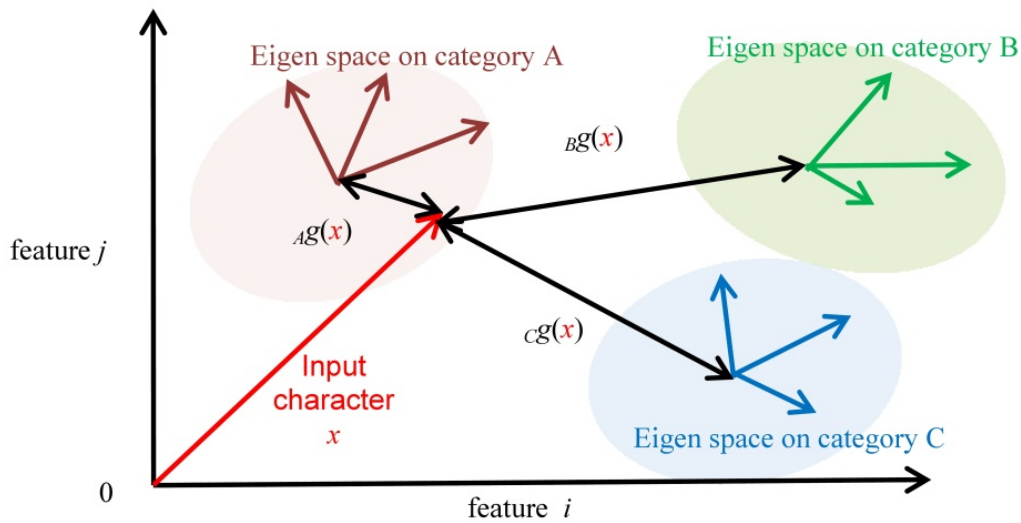 Eigen space on category A
Eigen space on category B
Bg(x)
Ag(x)
feature j
Cg(x)
Input
character
x
Eigen space on category C
0
feature i